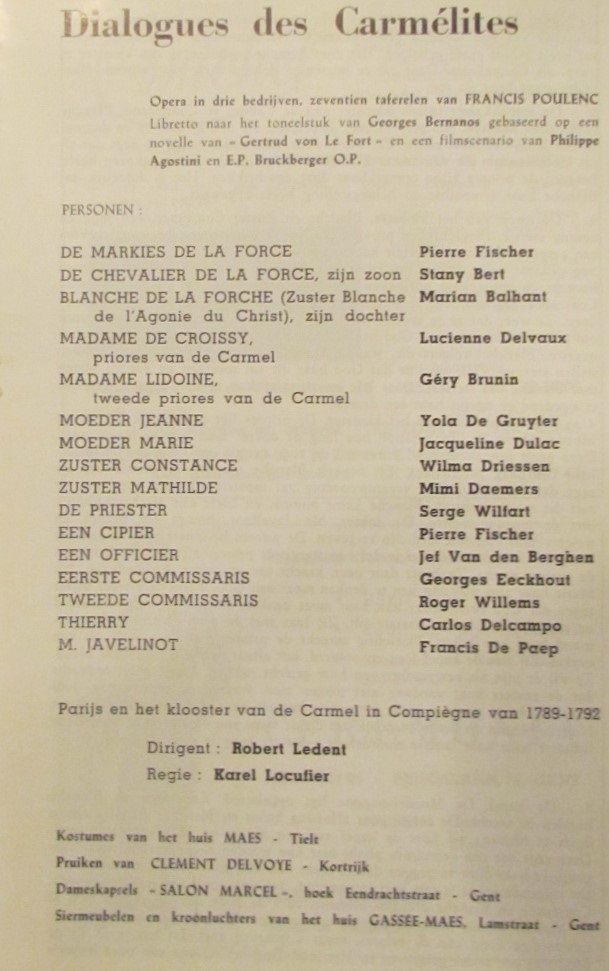 Dialogues des Carmélites
Opera in drie bedrijven, zeventien taferelen van FRANCIS POULENC
Libretto naar het toneelstuk van Georges Bernanos gebaseerd op een
novelle van « Gertrud von Le Fort » en een filmscenario van Philippe
Agostini en E.P. Bruckberger O.P.
PERSONEN :
DE MARKIES DE LA FORCE Pierre Fischer
DE CHEVALIER DE LA FORCE, zijn zoon Stany Bert
BLANCHE DE LA FORCHE (Zuster Blanche Marian Balhant
de l'Agonie du Christ), zijn dochter
MADAME DE CROISSY, Lucienne Delvaux
priores van de Carmel
MADAME LIDOINE, Géry Brunin
tweede priores van de Carmel
MOEDER JEANNE Yola De Gruyter
MOEDER MARIE Jacqueline Dulac
ZUSTER CONSTANCE Wilma Driessen
ZUSTER MATHILDE Mimi Daemers
DE PRIESTER Serge Wilfart
EEN CIPIER Pierre Fischer
EEN OFFICIER Jef Van den Berghen
EERSTE COMMISSARIS Georges Eeckhout
TWEEDE COMMISSARIS Roger Willems
THIERRY Carlos Delcampo
M. JAVELINOT Francis De Paep
Parijs en het klooster van de Carmel in Compiègne van 1789-1792
Dirigent : Robert Ledent
Regie : Karel Locufier
Kostumes van het huis MAES - Tielt
Pruiken van CLEMENT DELVOYE - Kortrijk
Dameskapsels « SALON MARCEL », hoek Eendrachtstraat - Gent
Siermeubelen en kroonluchters van het huis GASSÉE-MAES, Lamstraat - Gent